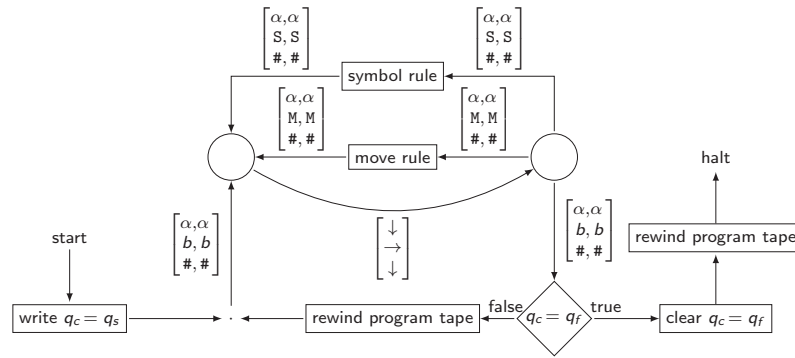 ⎡α,α⎤ ⎡α,α⎤
⎢S, S⎥ ⎢S, S⎥
⎣#, #⎦ ⎣#, #⎦
symbol rule
⎡α,α⎤ ⎡α,α⎤
⎢M, M⎥ ⎢M, M⎥
⎣#, #⎦ ⎣#, #⎦
move rule
halt
⎡α,α⎤ ⎡↓⎤ ⎡α,α⎤
⎢b, b⎥ ⎢→⎥ ⎢b, b⎥
⎣#, #⎦ ⎣↓⎦ ⎣#, #⎦
start
rewind program tape
write q_c = q_s
.
rewind program tape
false
q_c = q_f
true
clear q_c = q_f